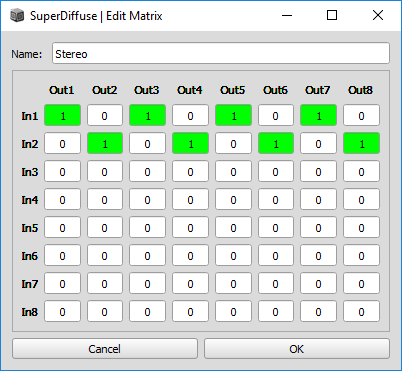 SuperDiffuse | Edit Matrix
Name: Stereo
Out1 Out2 Out3 Out4 Out5 Out6 Out7 Out8
In1 1 0 1 0 1 0 1 0
In2 0 1 0 1 0 1 0 1
In3 0 0 0 0 0 0 0 0
In4 0 0 0 0 0 0 0 0
In5 0 0 0 0 0 0 0 0
In6 0 0 0 0 0 0 0 0
In7 0 0 0 0 0 0 0 0
In8 0 0 0 0 0 0 0 0
Cancel OK